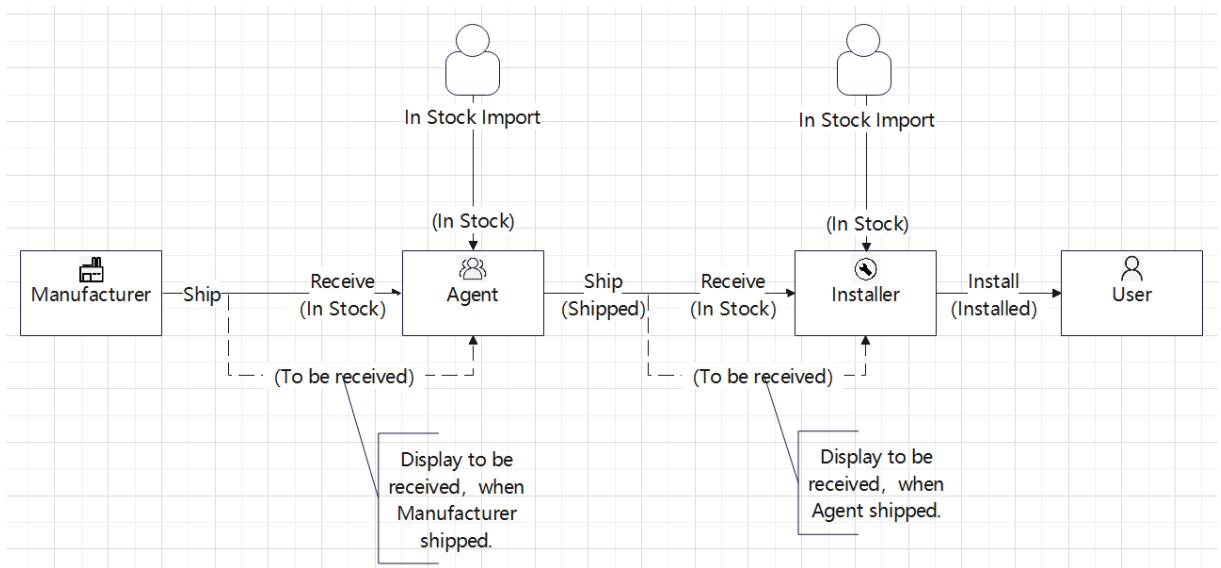 In Stock Import
In Stock Import
(In Stock)
(In Stock)
Manufacturer
Ship
Receive
(In Stock)
Agent
Ship
(Shipped)
Receive
(In Stock)
Installer
Install
(Installed)
User
(To be received)
(To be received)
Display to be
received，when
Manufacturer
shipped.
Display to be
received，when
Agent shipped.